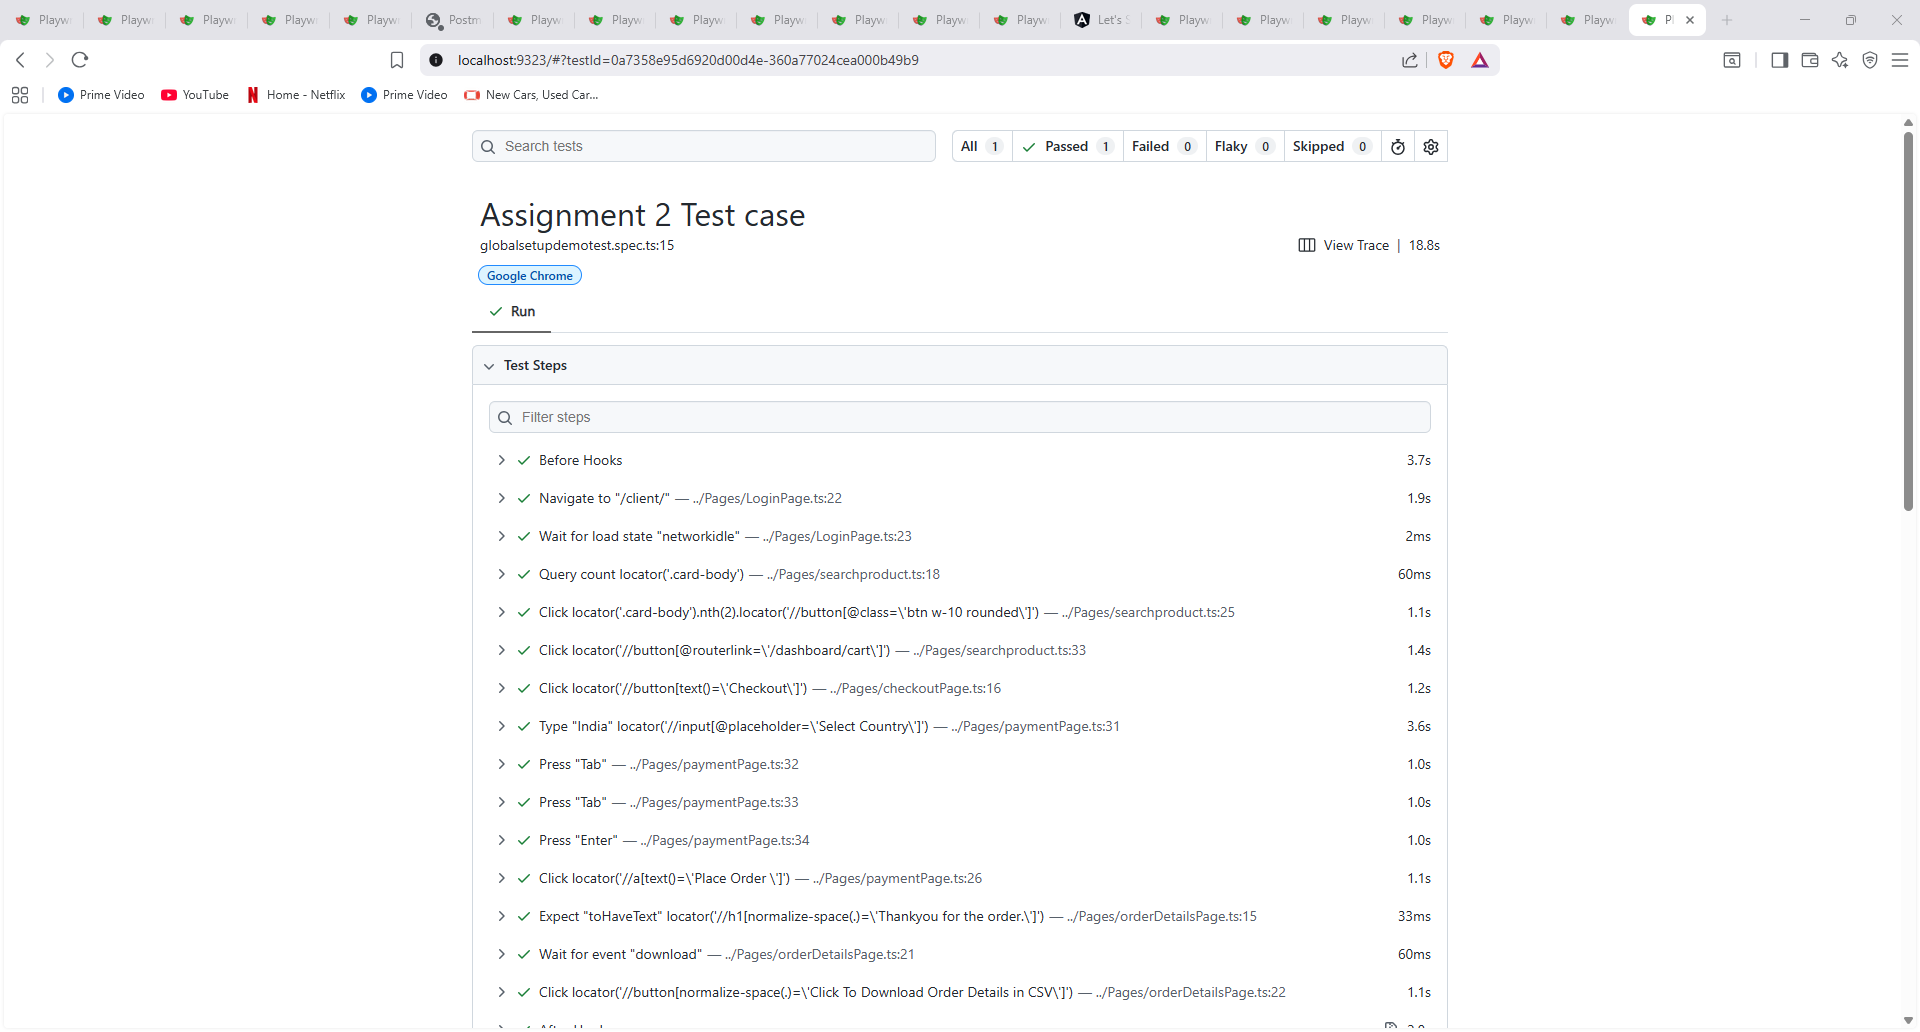 Playw Playw Playw Playw Playw Postm Playw Playw Playw Playw Playw Playw Playw Let's S Playw Playw Playw Playw Playw Playw Pl
localhost:9323/#?testId=0a7358e95d6920d00d4e-360a77024cea000b49b9
Prime Video YouTube Home - Netflix Prime Video New Cars, Used Car...
Search tests All 1 Passed 1 Failed 0 Flaky 0 Skipped 0
Assignment 2 Test case
globalsetupdemotest.spec.ts:15 View Trace | 18.8s
Google Chrome
Run
Test Steps
Filter steps
Before Hooks 3.7s
Navigate to "/client/" — ../Pages/LoginPage.ts:22 1.9s
Wait for load state "networkidle" — ../Pages/LoginPage.ts:23 2ms
Query count locator('.card-body') — ../Pages/searchproduct.ts:18 60ms
Click locator('.card-body').nth(2).locator('//button[@class=\'btn w-10 rounded\']') — ../Pages/searchproduct.ts:25 1.1s
Click locator('//button[@routerlink=\'/dashboard/cart\']') — ../Pages/searchproduct.ts:33 1.4s
Click locator('//button[text()=\'Checkout\']') — ../Pages/checkoutPage.ts:16 1.2s
Type "India" locator('//input[@placeholder=\'Select Country\']') — ../Pages/paymentPage.ts:31 3.6s
Press "Tab" — ../Pages/paymentPage.ts:32 1.0s
Press "Tab" — ../Pages/paymentPage.ts:33 1.0s
Press "Enter" — ../Pages/paymentPage.ts:34 1.0s
Click locator('//a[text()=\'Place Order \']') — ../Pages/paymentPage.ts:26 1.1s
Expect "toHaveText" locator('//h1[normalize-space(.)=\'Thankyou for the order.\']') — ../Pages/orderDetailsPage.ts:15 33ms
Wait for event "download" — ../Pages/orderDetailsPage.ts:21 60ms
Click locator('//button[normalize-space(.)=\'Click To Download Order Details in CSV\']') — ../Pages/orderDetailsPage.ts:22 1.1s